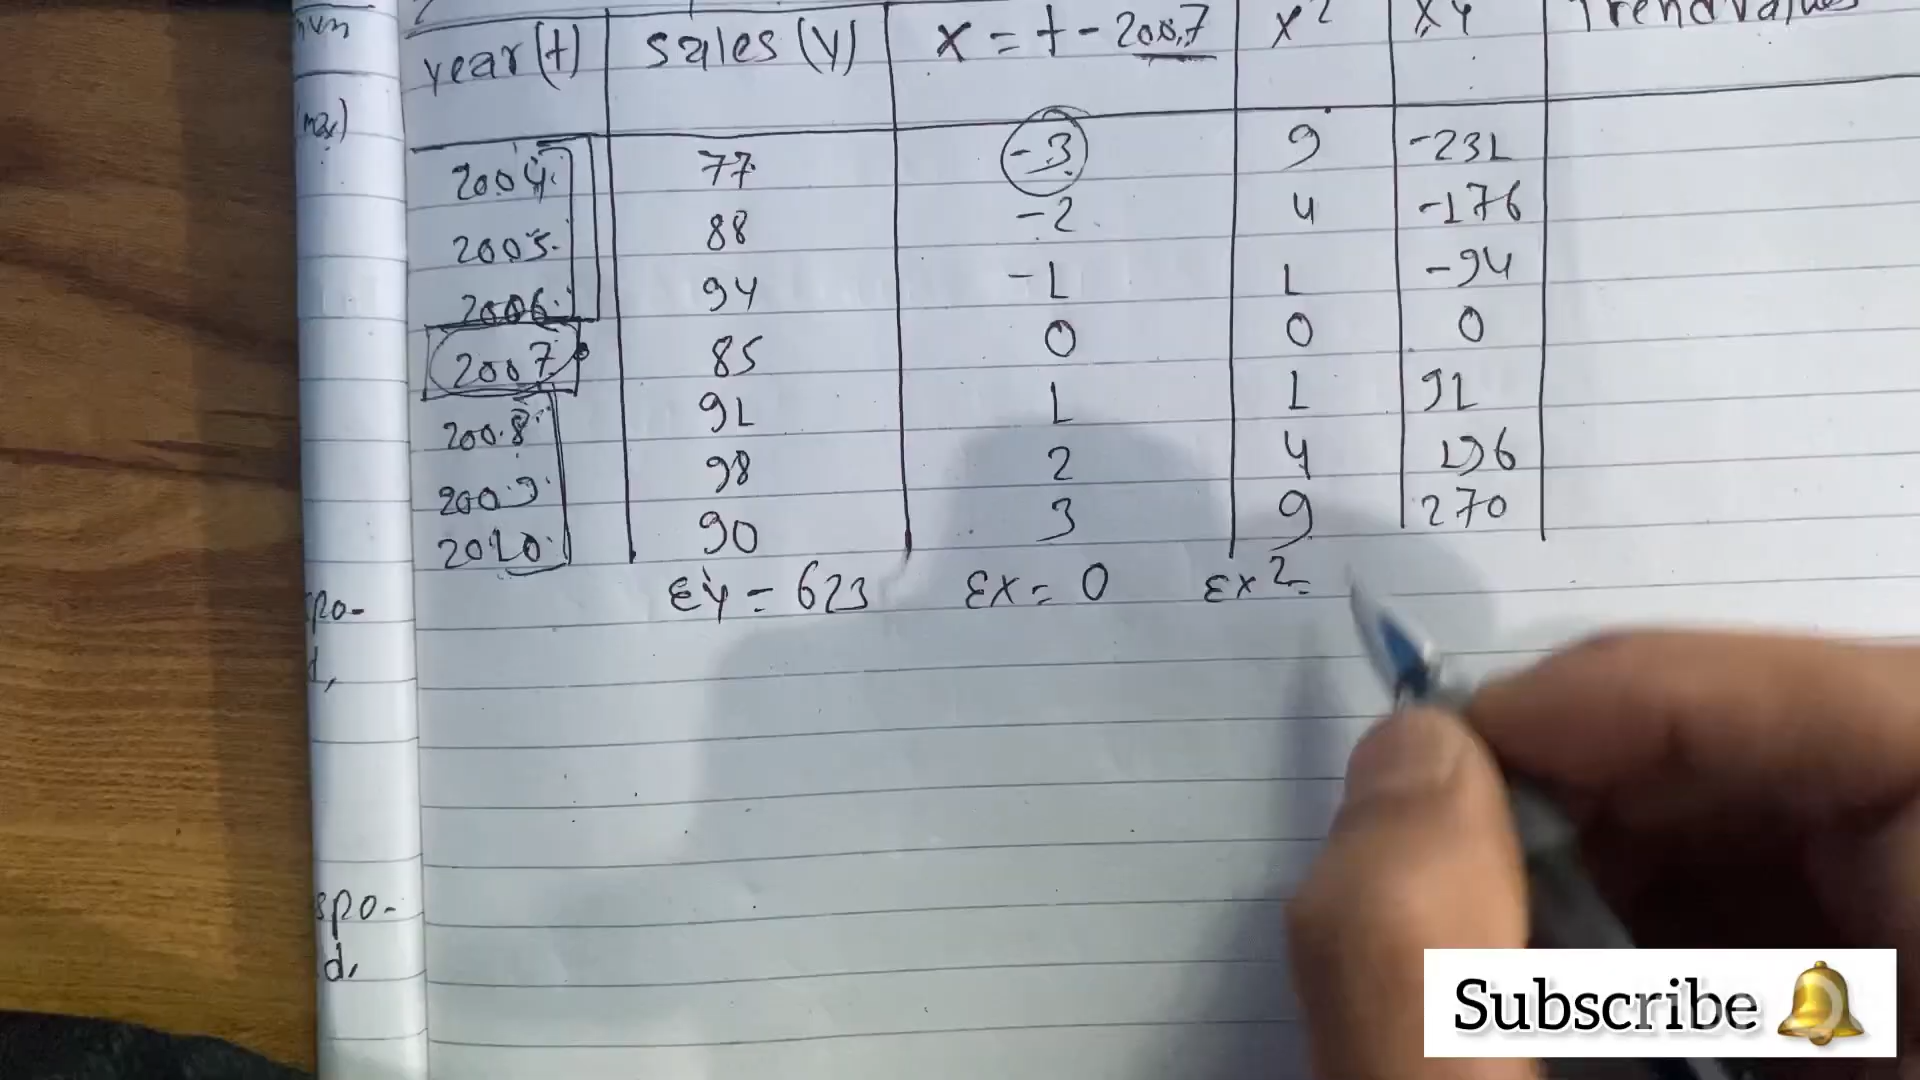 year (t) sales (y) x = t - 2007 x² xy Trend values
2004 77 -3 9 -231
2005 88 -2 4 -176
2006 94 -1 1 -94
2007 85 0 0 0
2008 91 1 1 91
2009 98 2 4 196
2010 90 3 9 270
Σy = 623 Σx = 0 Σx² =
spo-
d,
Subscribe